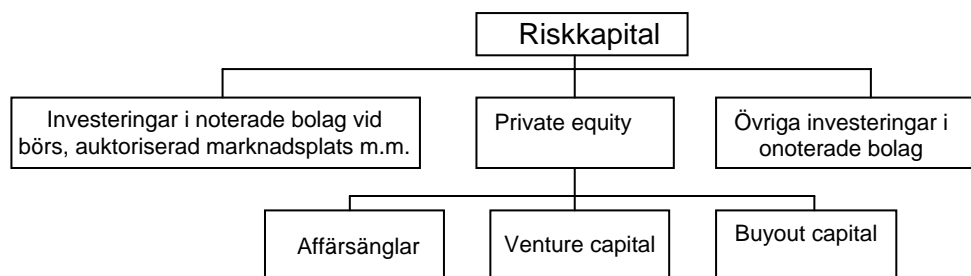 Riskkapital
Investeringar i noterade bolag vid
börs, auktoriserad marknadsplats m.m.
Private equity
Övriga investeringar i
onoterade bolag
Affärsänglar
Venture capital
Buyout capital